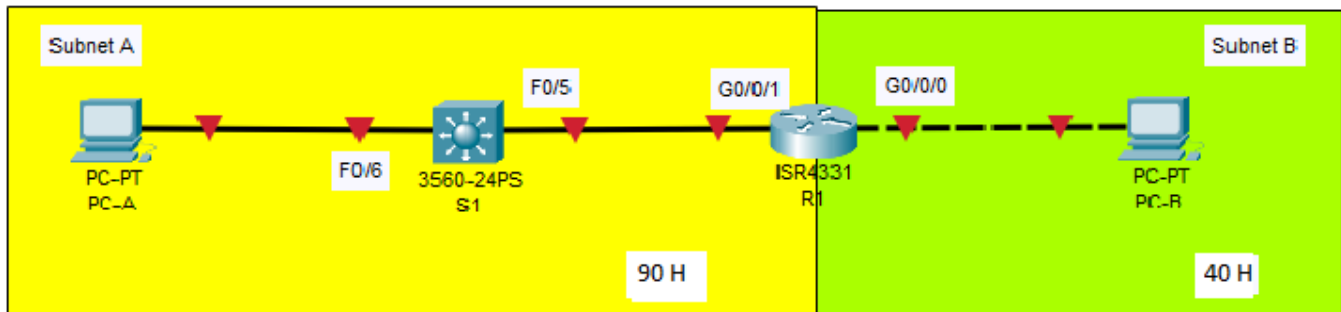 Subnet A
Subnet B
F0/5
G0/0/1
G0/0/0
F0/6
PC-PT
PC-A
3560-24PS
S1
ISR4331
R1
PC-PT
PC-B
90 H
40 H